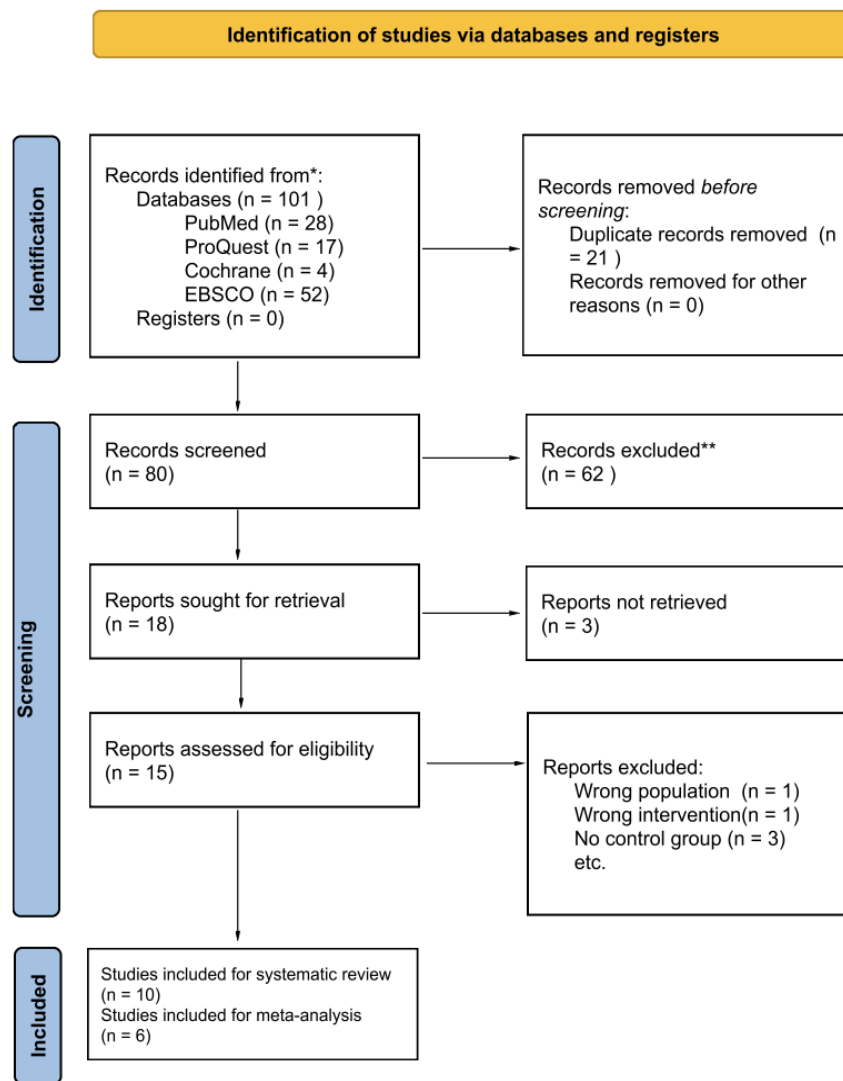 Identification of studies via databases and registers
Identification
Records identified from*:
Databases (n = 101 )
PubMed (n = 28)
ProQuest (n = 17)
Cochrane (n = 4)
EBSCO (n = 52)
Registers (n = 0)
Records removed before
screening:
Duplicate records removed (n
= 21 )
Records removed for other
reasons (n = 0)
Screening
Records screened
(n = 80)
Records excluded**
(n = 62 )
Reports sought for retrieval
(n = 18)
Reports not retrieved
(n = 3)
Reports assessed for eligibility
(n = 15)
Reports excluded:
Wrong population (n = 1)
Wrong intervention(n = 1)
No control group (n = 3)
etc.
Included
Studies included for systematic review
(n = 10)
Studies included for meta-analysis
(n = 6)